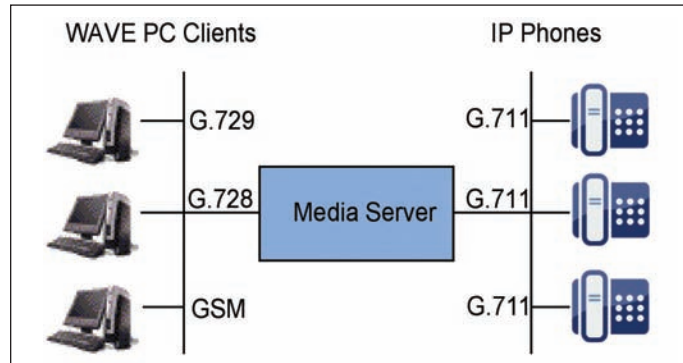 WAVE PC Clients
IP Phones
G.729
G.711
G.728
Media Server
G.711
GSM
G.711